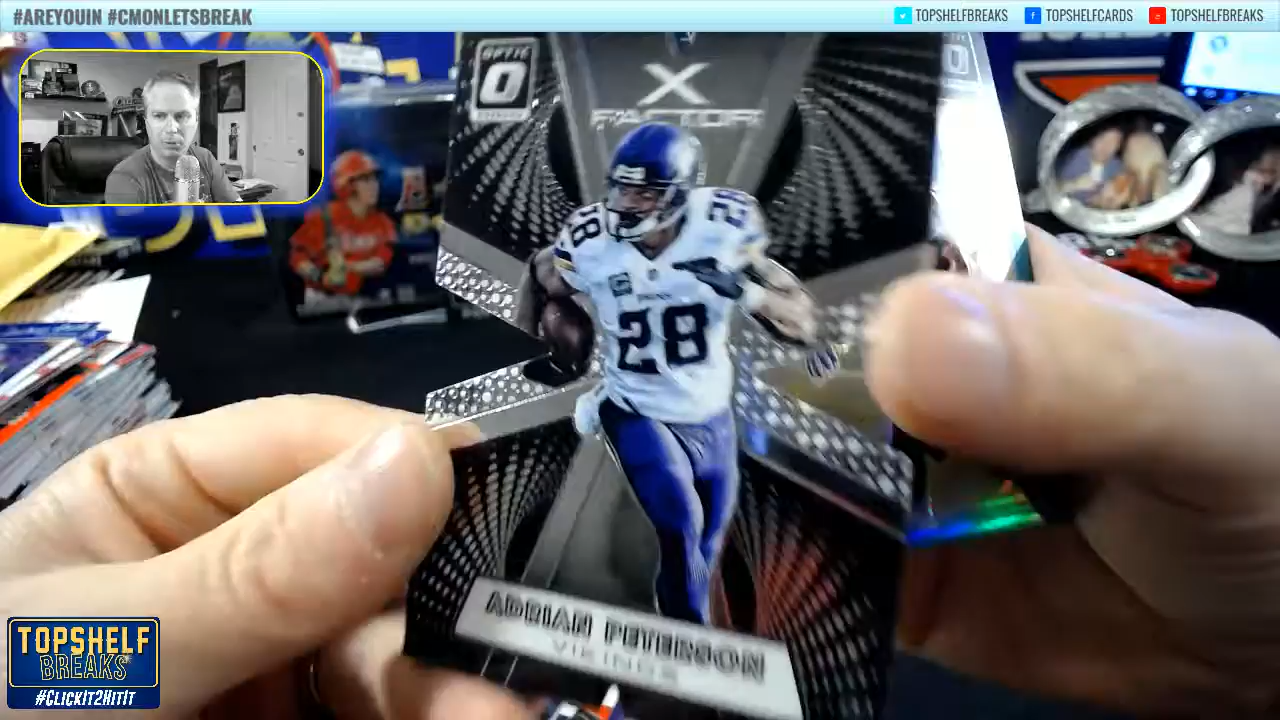 #AREYOUIN #CMONLETSBREAK
TOPSHELFBREAKS
TOPSHELFCARDS
TOPSHELFBREAKS
OPTIC
X
FACTOR
28
28
28
ADRIAN PETERSON
VIKINGS
TOPSHELF
BREAKS
#CLICKIT2HITIT